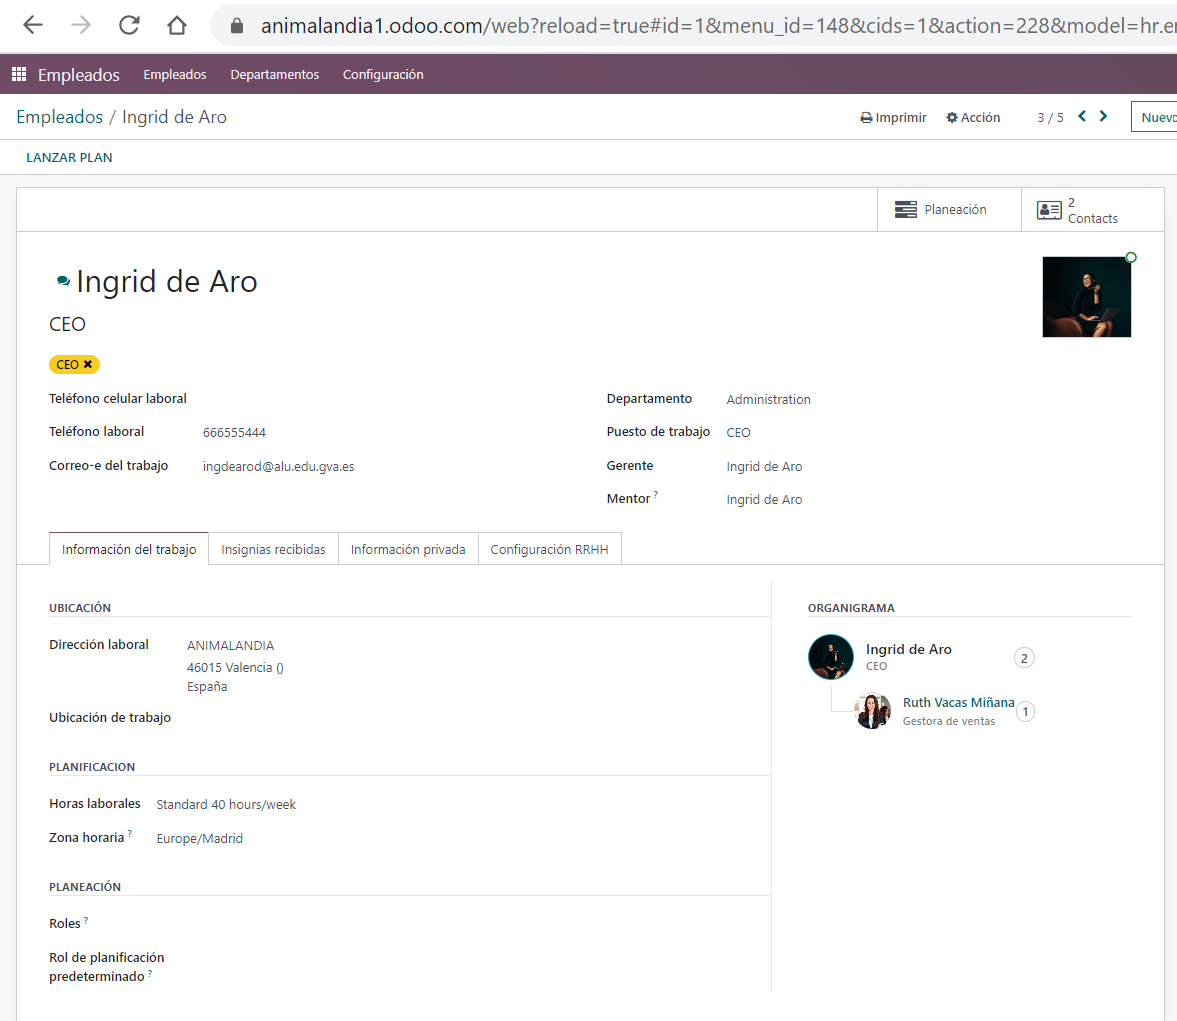 animalandia1.odoo.com/web?reload=true#id=1&menu_id=148&cids=1&action=228&model=hr.e
Empleados Empleados Departamentos Configuración
Empleados / Ingrid de Aro Imprimir Acción 3 / 5 Nuevo
LANZAR PLAN
Planeación
2
Contacts
Ingrid de Aro
CEO
CEO ✖
Teléfono celular laboral
Teléfono laboral 666555444
Correo-e del trabajo ingdearod@alu.edu.gva.es
Departamento Administration
Puesto de trabajo CEO
Gerente Ingrid de Aro
Mentor ? Ingrid de Aro
Información del trabajo Insignias recibidas Información privada Configuración RRHH
UBICACIÓN
Dirección laboral ANIMALANDIA
46015 Valencia ()
España
Ubicación de trabajo
PLANIFICACION
Horas laborales Standard 40 hours/week
Zona horaria ? Europe/Madrid
PLANEACIÓN
Roles ?
Rol de planificación
predeterminado ?
ORGANIGRAMA
Ingrid de Aro 2
CEO
Ruth Vacas Miñana 1
Gestora de ventas